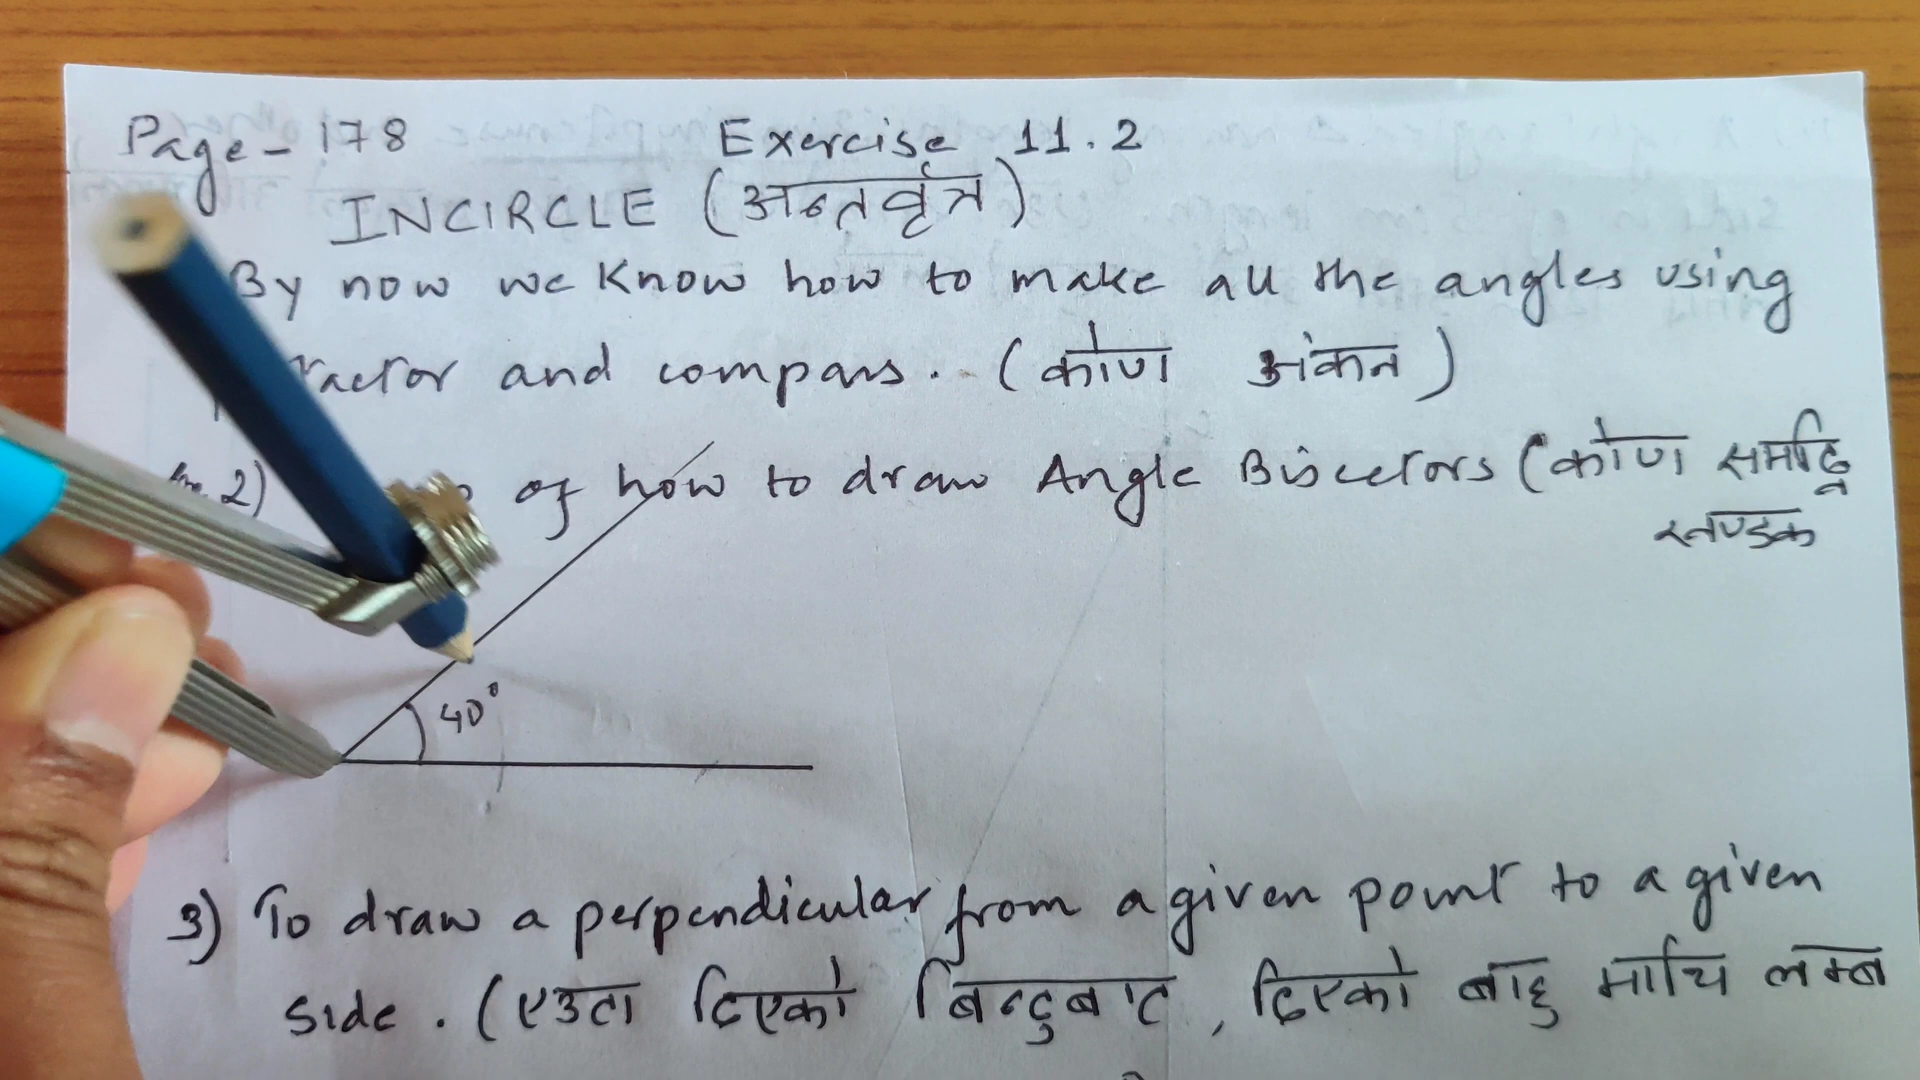 Page - 178 Exercise 11.2
INCIRCLE (अन्तर्वृत्र)
By now we know how to make all the angles using
and compass. (कोण अंकन)
2) of how to draw Angle Biscetors (कोण समद्वि
खण्डक
40°
3) To draw a perpendicular from a given point to a given
side. (एउटा दिएको बिन्दुबाट, दिएको बाहु माथि लम्ब